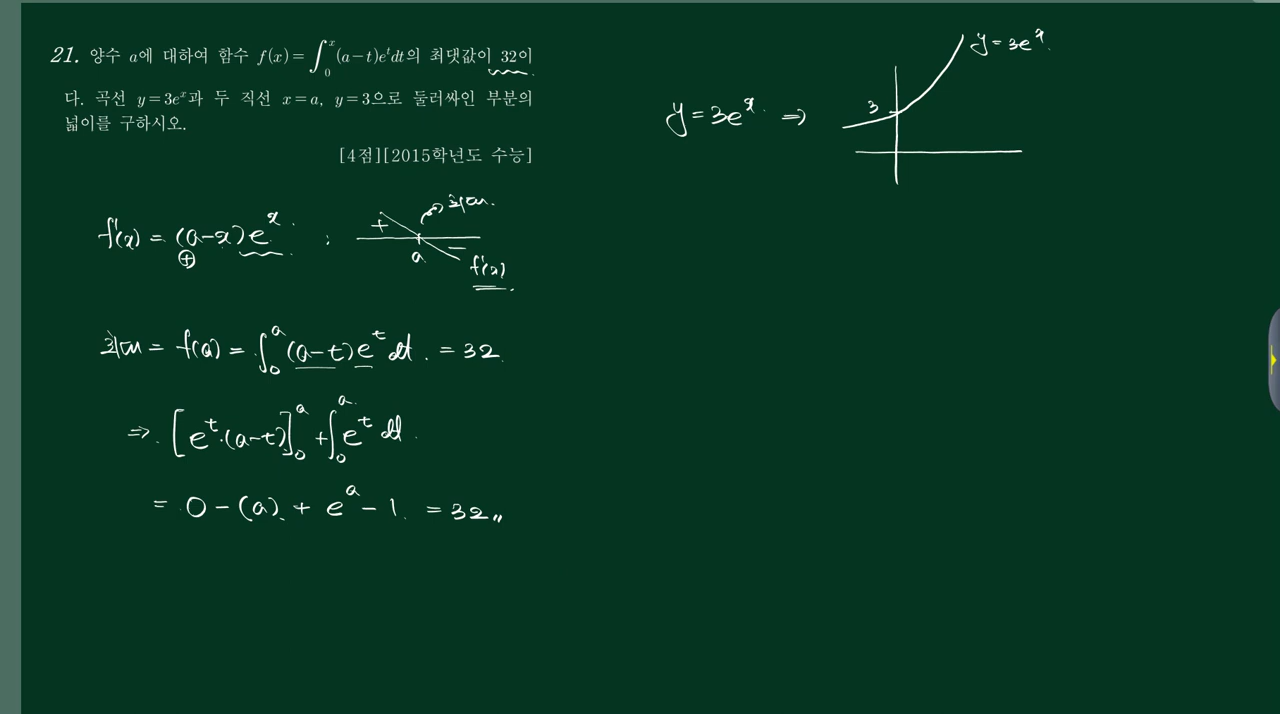 21. 양수 a에 대하여 함수 f(x)=∫₀ˣ(a−t)eᵗdt의 최댓값이 32이
다. 곡선 y=3eˣ과 두 직선 x=a, y=3으로 둘러싸인 부분의
넓이를 구하시오.
[4점][2015학년도 수능]
f'(x) = (a-x)eˣ ;
⊕
+
a
−
f'(x)
= f(a) = ∫₀ᵃ (a-t)eᵗ dt. = 32.
⇒ [eᵗ·(a-t)]₀ᵃ + ∫₀ᵃ eᵗ dt.
= 0 - (a) + eᵃ - 1. = 32〃
y = 3eˣ. ⇒
3
y = 3eˣ.